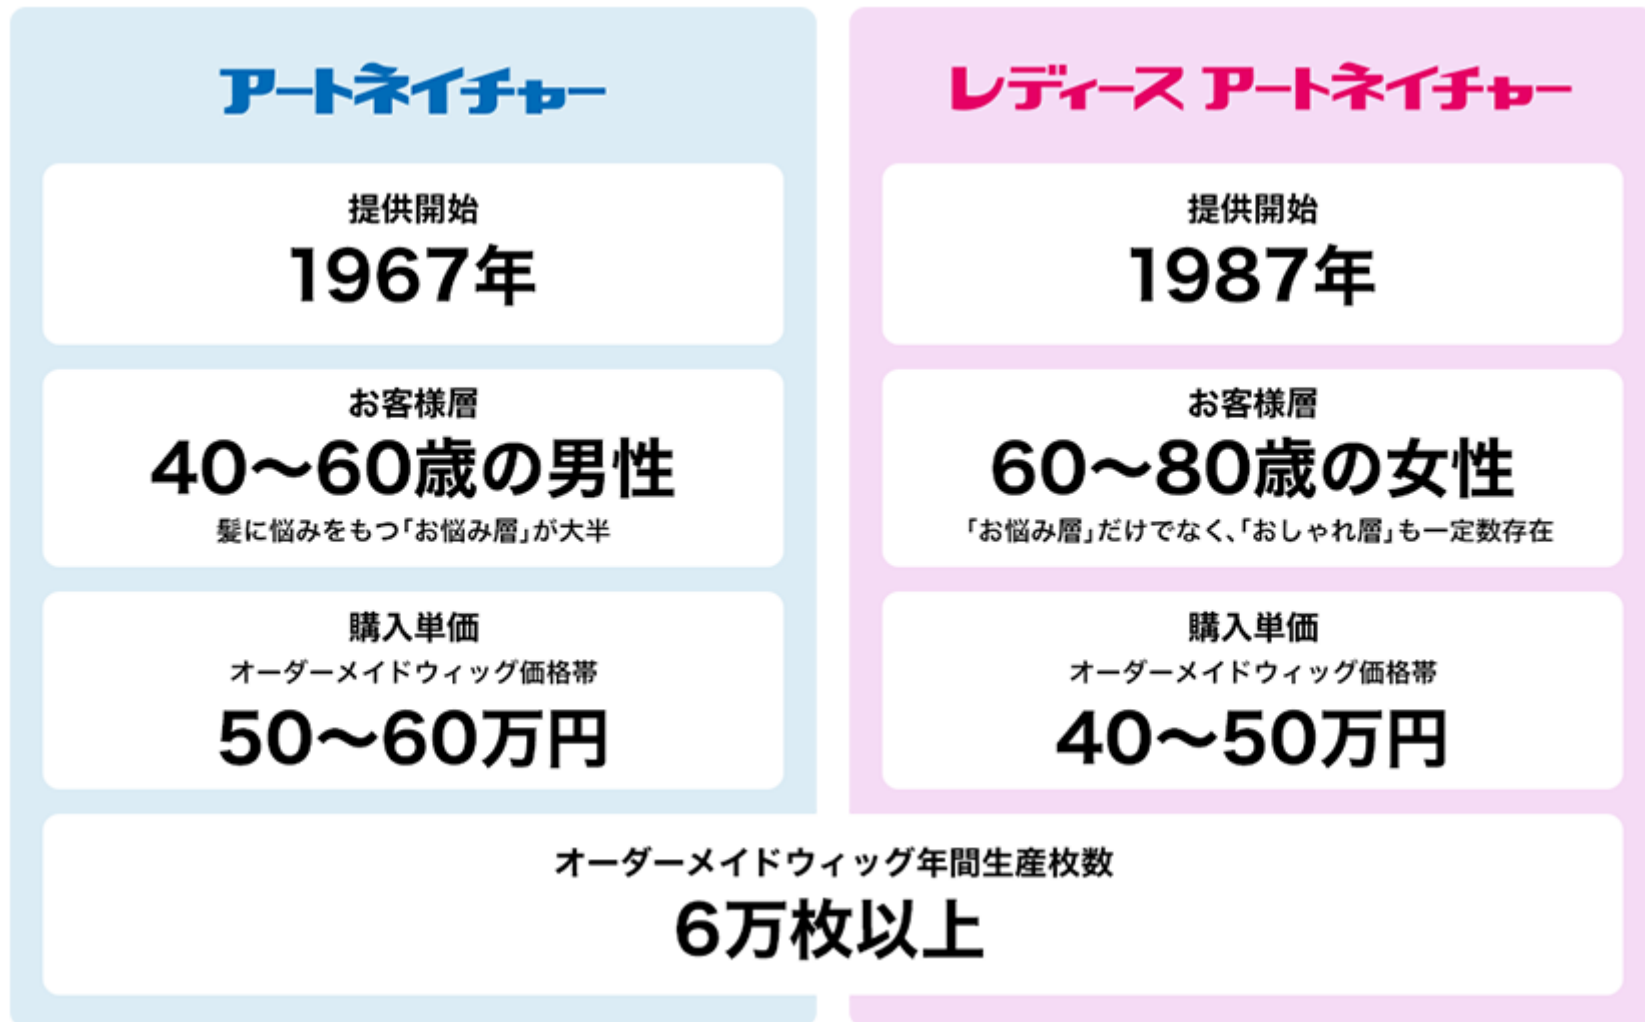 アートネイチャー
提供開始
1967年
お客様層
40～60歳の男性
髪に悩みをもつ「お悩み層」が大半
購入単価
オーダーメイドウィッグ価格帯
50～60万円
レディース アートネイチャー
提供開始
1987年
お客様層
60～80歳の女性
「お悩み層」だけでなく、「おしゃれ層」も一定数存在
購入単価
オーダーメイドウィッグ価格帯
40～50万円
オーダーメイドウィッグ年間生産枚数
6万枚以上